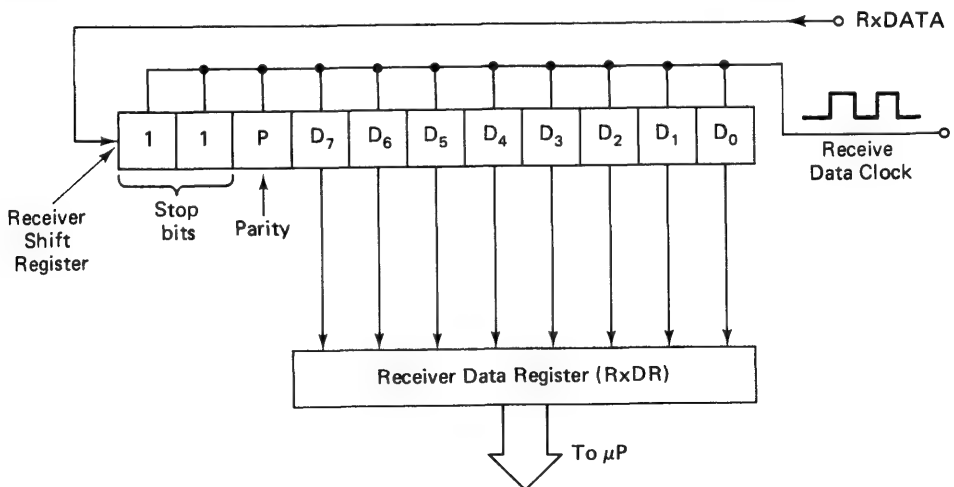 RxDATA
1 1 P D₇ D₆ D₅ D₄ D₃ D₂ D₁ D₀
Receive
Data Clock
Receiver
Shift
Register
Stop
bits
Parity
Receiver Data Register (RxDR)
To μP